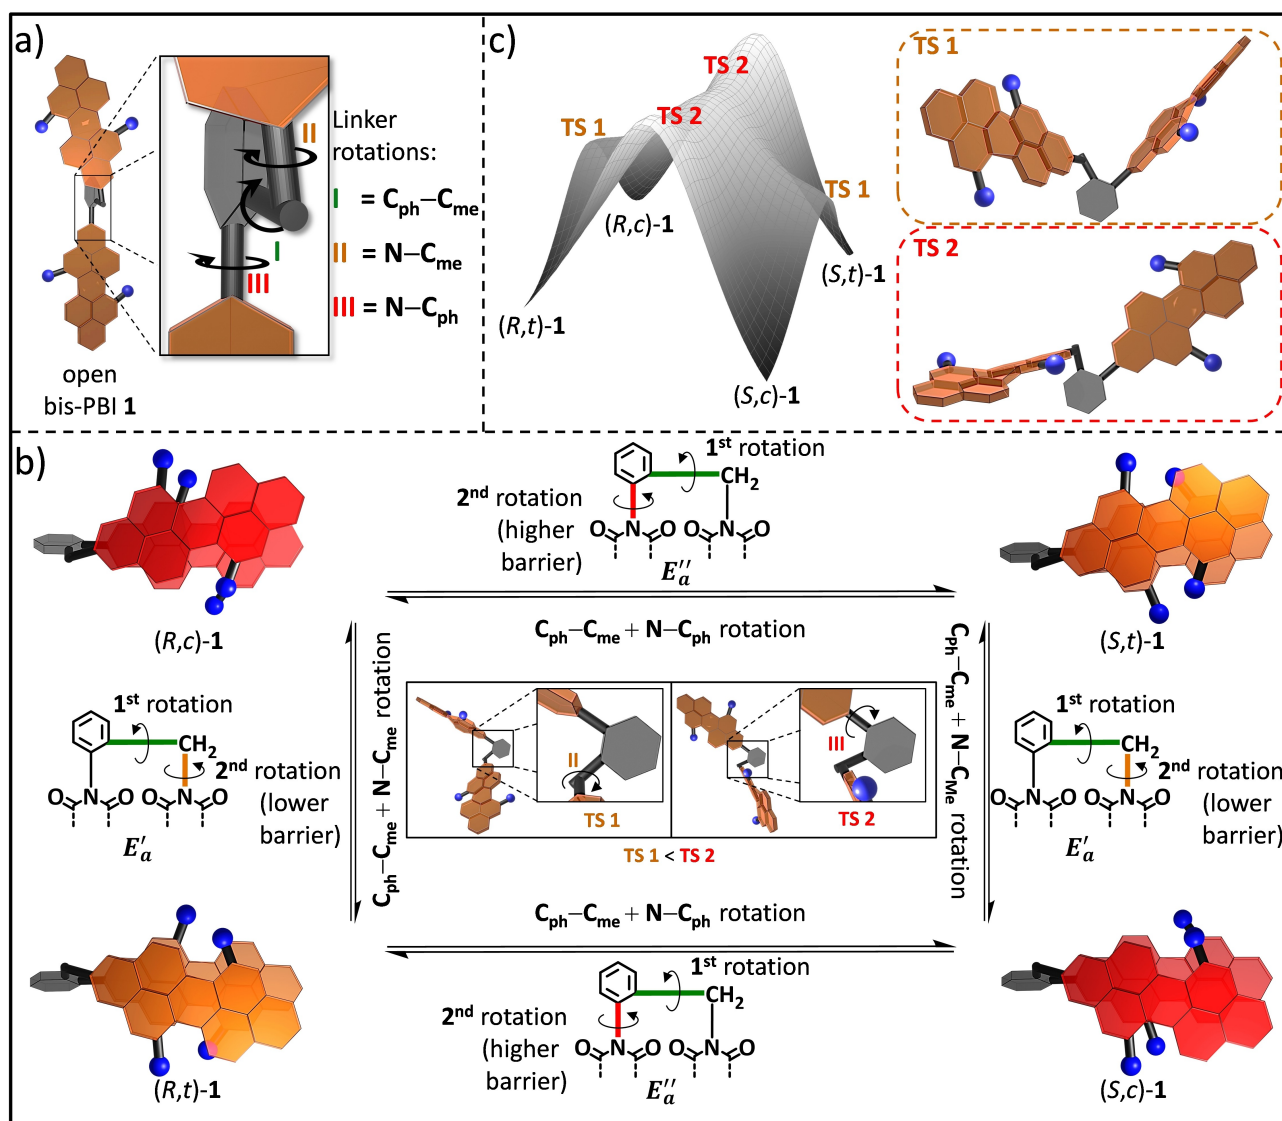 a)
II
Linker
rotations:
I = Cph–Cme
I
II = N–Cme
III
III = N–Cph
open
bis-PBI 1
c)
TS 2
TS 2
TS 1
TS 1
(R,c)-1
(S,t)-1
(R,t)-1
(S,c)-1
TS 1
TS 2
b)
1st rotation
CH2
2nd rotation
(higher
barrier)
O N O O N O
E''a
(R,c)-1
(S,t)-1
Cph–Cme + N–Cph rotation
Cph–Cme + N–Cme rotation
CPh–Cme + N–CMe rotation
1st rotation
CH2
2nd rotation
(lower
barrier)
O N O O N O
E'a
II
TS 1
III
TS 2
TS 1 < TS 2
1st rotation
CH2
2nd rotation
(lower
barrier)
O N O O N O
E'a
Cph–Cme + N–Cph rotation
1st rotation
CH2
2nd rotation
(higher
barrier)
O N O O N O
E''a
(R,t)-1
(S,c)-1